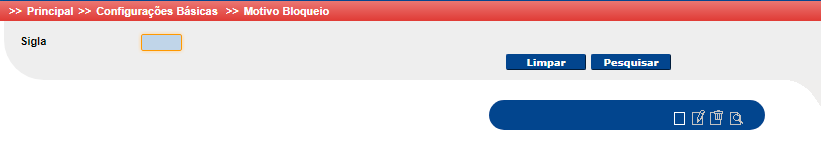 >> Principal >> Configurações Básicas >> Motivo Bloqueio
Sigla
Limpar Pesquisar